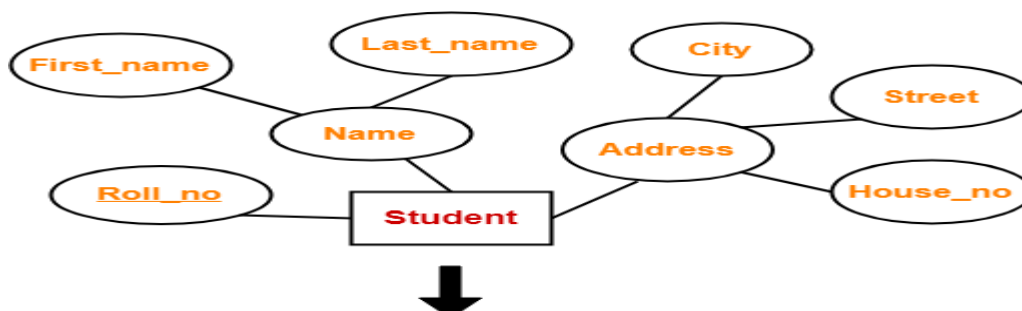 Last_name
City
First_name
Street
Name
Address
Roll_no
House_no
Student